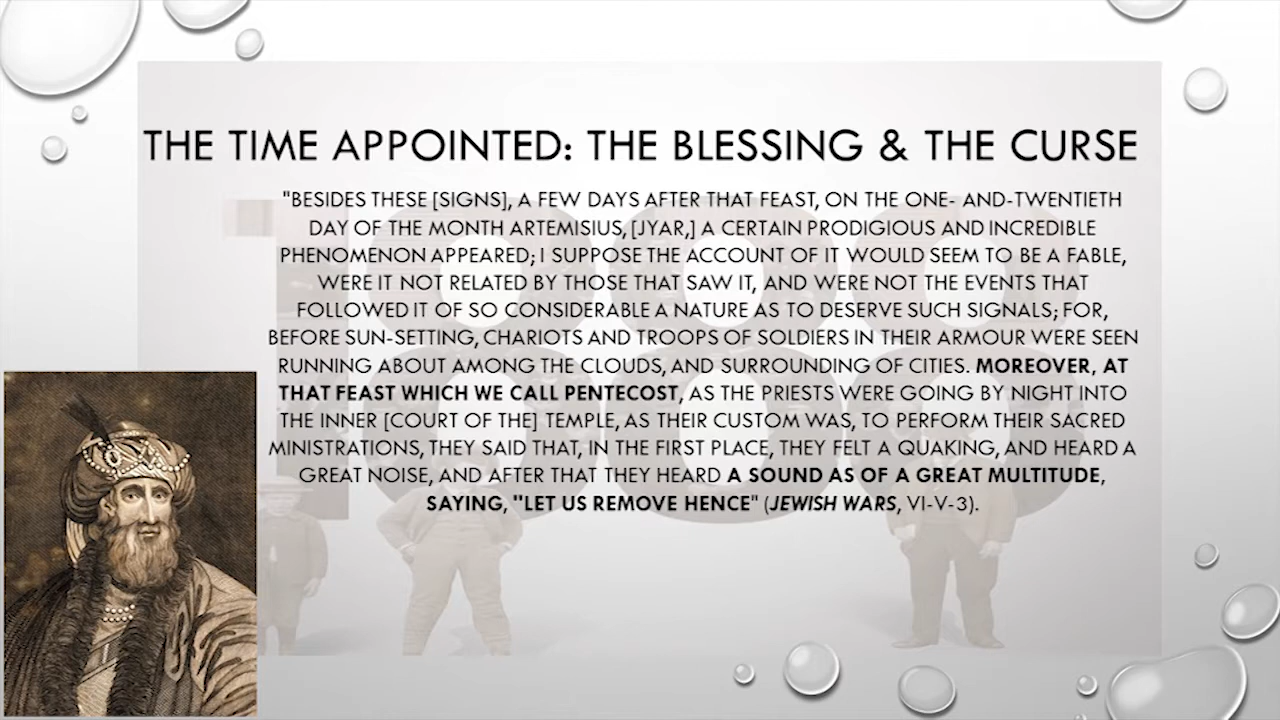 THE TIME APPOINTED: THE BLESSING & THE CURSE
"BESIDES THESE [SIGNS], A FEW DAYS AFTER THAT FEAST, ON THE ONE- AND-TWENTIETH
DAY OF THE MONTH ARTEMISIUS, [JYAR,] A CERTAIN PRODIGIOUS AND INCREDIBLE
PHENOMENON APPEARED; I SUPPOSE THE ACCOUNT OF IT WOULD SEEM TO BE A FABLE,
WERE IT NOT RELATED BY THOSE THAT SAW IT, AND WERE NOT THE EVENTS THAT
FOLLOWED IT OF SO CONSIDERABLE A NATURE AS TO DESERVE SUCH SIGNALS; FOR,
BEFORE SUN-SETTING, CHARIOTS AND TROOPS OF SOLDIERS IN THEIR ARMOUR WERE SEEN
RUNNING ABOUT AMONG THE CLOUDS, AND SURROUNDING OF CITIES. MOREOVER, AT
THAT FEAST WHICH WE CALL PENTECOST, AS THE PRIESTS WERE GOING BY NIGHT INTO
THE INNER [COURT OF THE] TEMPLE, AS THEIR CUSTOM WAS, TO PERFORM THEIR SACRED
MINISTRATIONS, THEY SAID THAT, IN THE FIRST PLACE, THEY FELT A QUAKING, AND HEARD A
GREAT NOISE, AND AFTER THAT THEY HEARD A SOUND AS OF A GREAT MULTITUDE,
SAYING, "LET US REMOVE HENCE" (JEWISH WARS, VI-V-3).